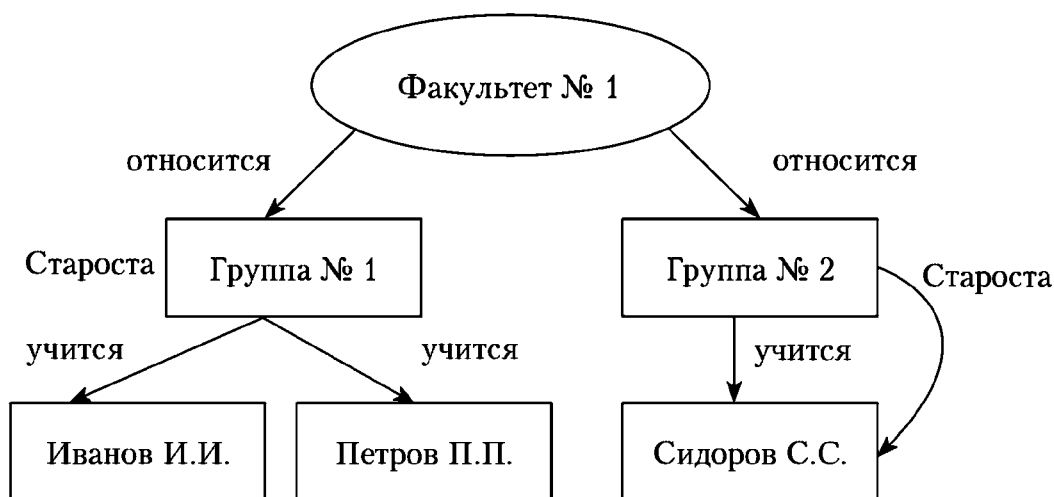 Факультет № 1
относится
относится
Староста
Группа № 1
Группа № 2
Староста
учится
учится
учится
Иванов И.И.
Петров П.П.
Сидоров С.С.